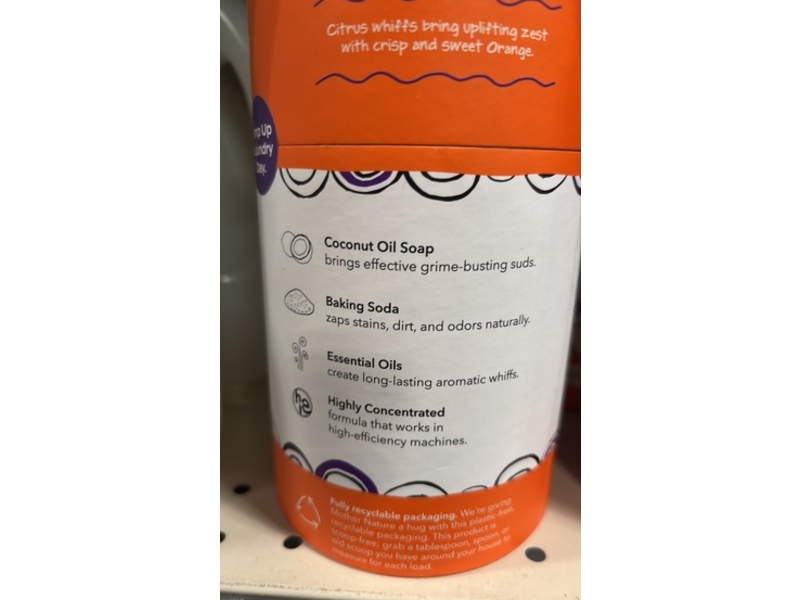 Citrus whiffs bring uplifting zest
with crisp and sweet Orange.
Up
Day.
Coconut Oil Soap
brings effective grime-busting suds.
Baking Soda
zaps stains, dirt, and odors naturally.
Essential Oils
create long-lasting aromatic whiffs.
he
Highly Concentrated
formula that works in
high-efficiency machines.
Fully recyclable packaging. We're giving
Mother Nature a hug with this plastic-free,
recyclable packaging. This product is
scoop-free: grab a tablespoon, spoon, or
old scoop you have around your house to
measure for each load.